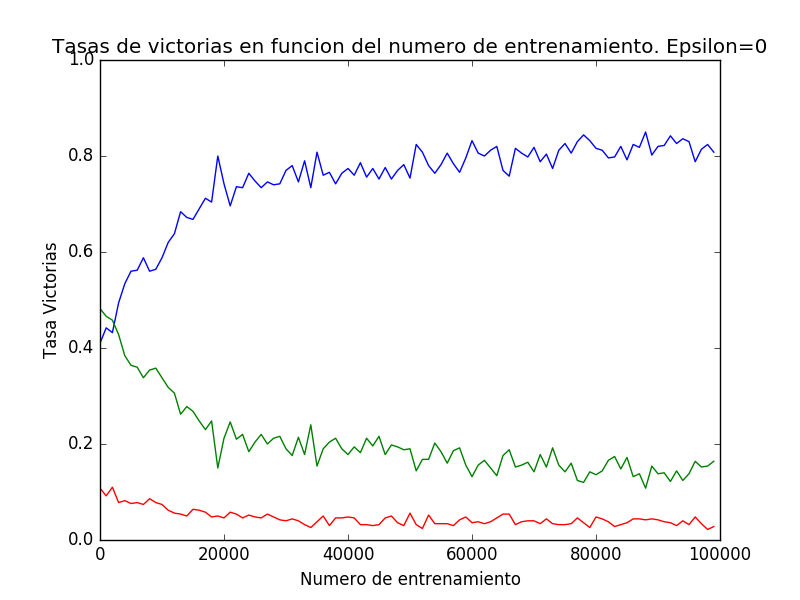 Tasas de victorias en funcion del numero de entrenamiento. Epsilon=0
1.0
0.8
0.6
0.4
0.2
0.0
Tasa Victorias
0 20000 40000 60000 80000 100000
Numero de entrenamiento